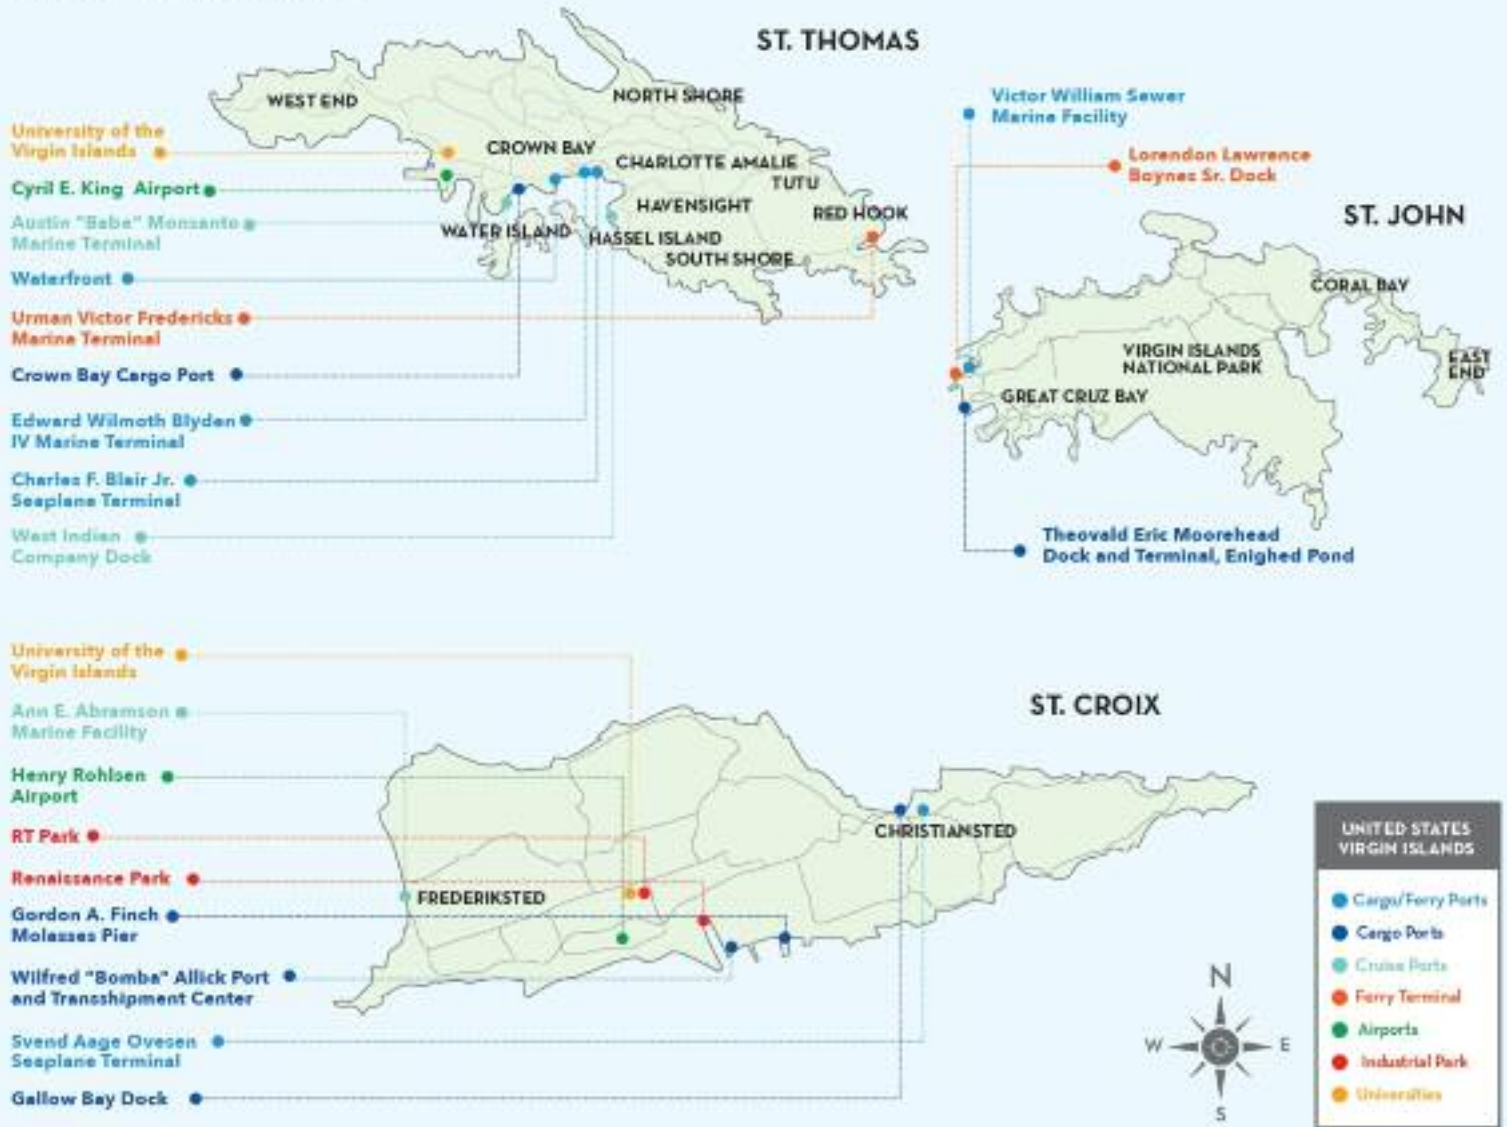 ST. THOMAS
WEST END
NORTH SHORE
CROWN BAY
CHARLOTTE AMALIE
TUTU
HAVENSIGHT
RED HOOK
WATER ISLAND
HASSEL ISLAND
SOUTH SHORE
University of the
Virgin Islands
Cyril E. King Airport
Austin "Babe" Monsanto
Marine Terminal
Waterfront
Urman Victor Fredericks
Marine Terminal
Crown Bay Cargo Port
Edward Wilmoth Blyden
IV Marine Terminal
Charles F. Blair Jr.
Seaplane Terminal
West Indian
Company Dock
Victor William Sewer
Marine Facility
Lorendon Lawrence
Boynes Sr. Dock
ST. JOHN
CORAL BAY
VIRGIN ISLANDS
NATIONAL PARK
EAST
END
GREAT CRUZ BAY
Theovald Eric Moorehead
Dock and Terminal, Enighed Pond
ST. CROIX
University of the
Virgin Islands
Ann E. Abramson
Marine Facility
Henry Rohlsen
Airport
RT Park
Renaissance Park
Gordon A. Finch
Molasses Pier
Wilfred "Bomba" Allick Port
and Transshipment Center
Svend Aage Ovesen
Seaplane Terminal
Gallow Bay Dock
CHRISTIANSTED
FREDERIKSTED
N
W
E
S
UNITED STATES
VIRGIN ISLANDS
Cargo/Ferry Ports
Cargo Ports
Cruise Ports
Ferry Terminal
Airports
Industrial Park
Universities